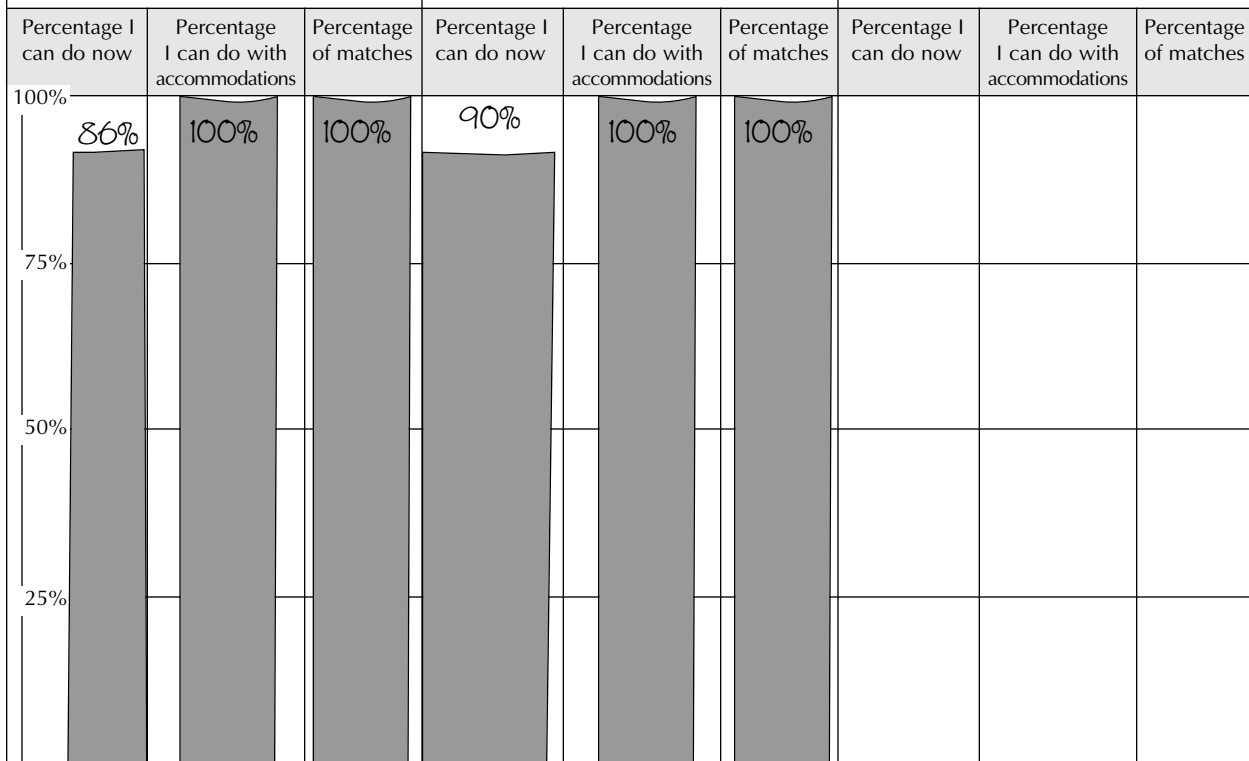 Percentage I
can do now
Percentage
I can do with
accommodations
Percentage
of matches
Percentage I
can do now
Percentage
I can do with
accommodations
Percentage
of matches
Percentage I
can do now
Percentage
I can do with
accommodations
Percentage
of matches
100%
86%
100%
100%
90%
100%
100%
75%
50%
25%